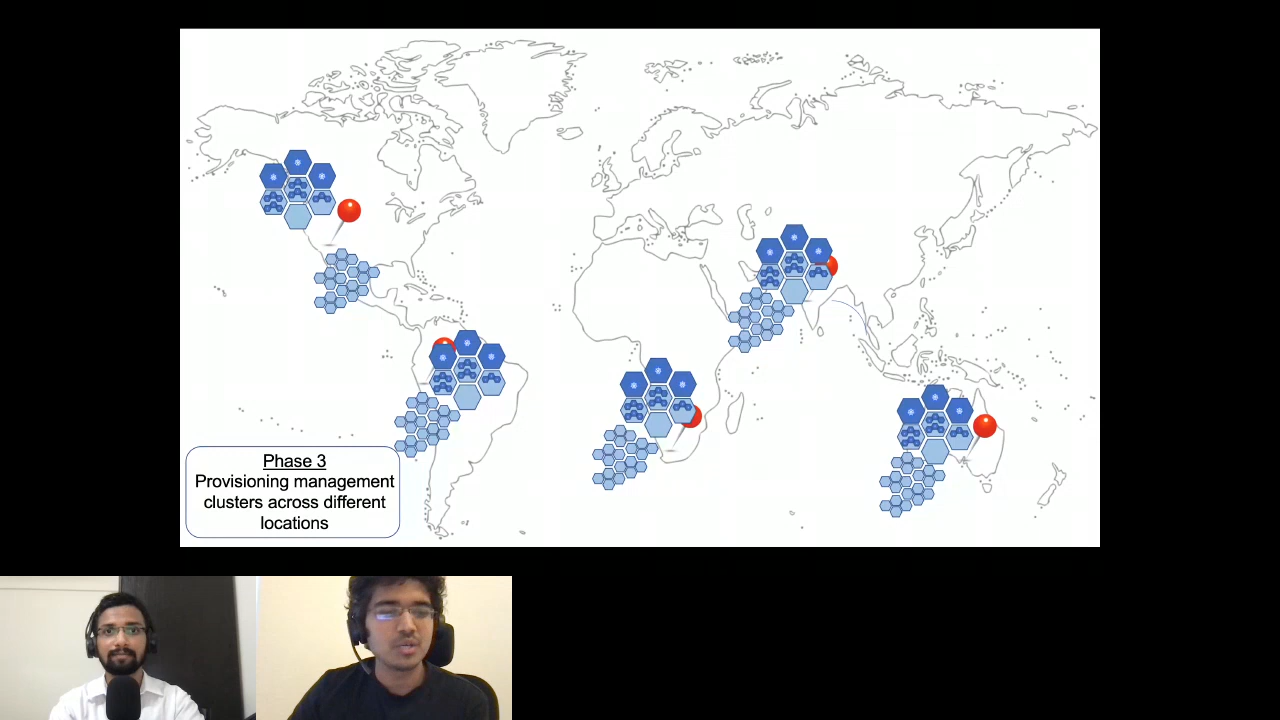 Phase 3
Provisioning management
clusters across different
locations